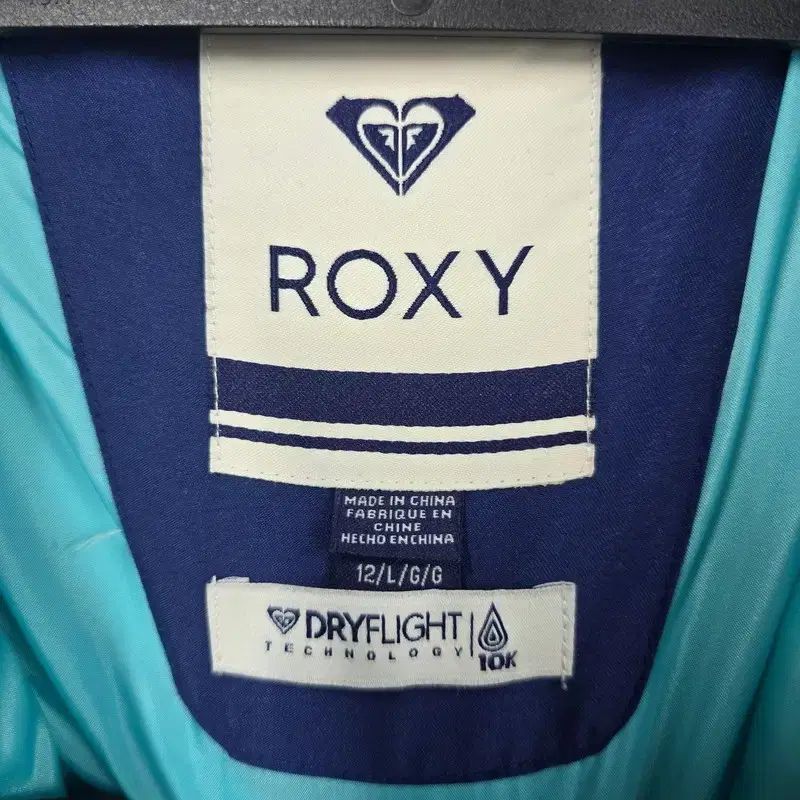 ROXY
MADE IN CHINA
FABRIQUE EN
CHINE
HECHO EN CHINA
12/L/G/G
DRYFLIGHT
TECHNOLOGY
10K